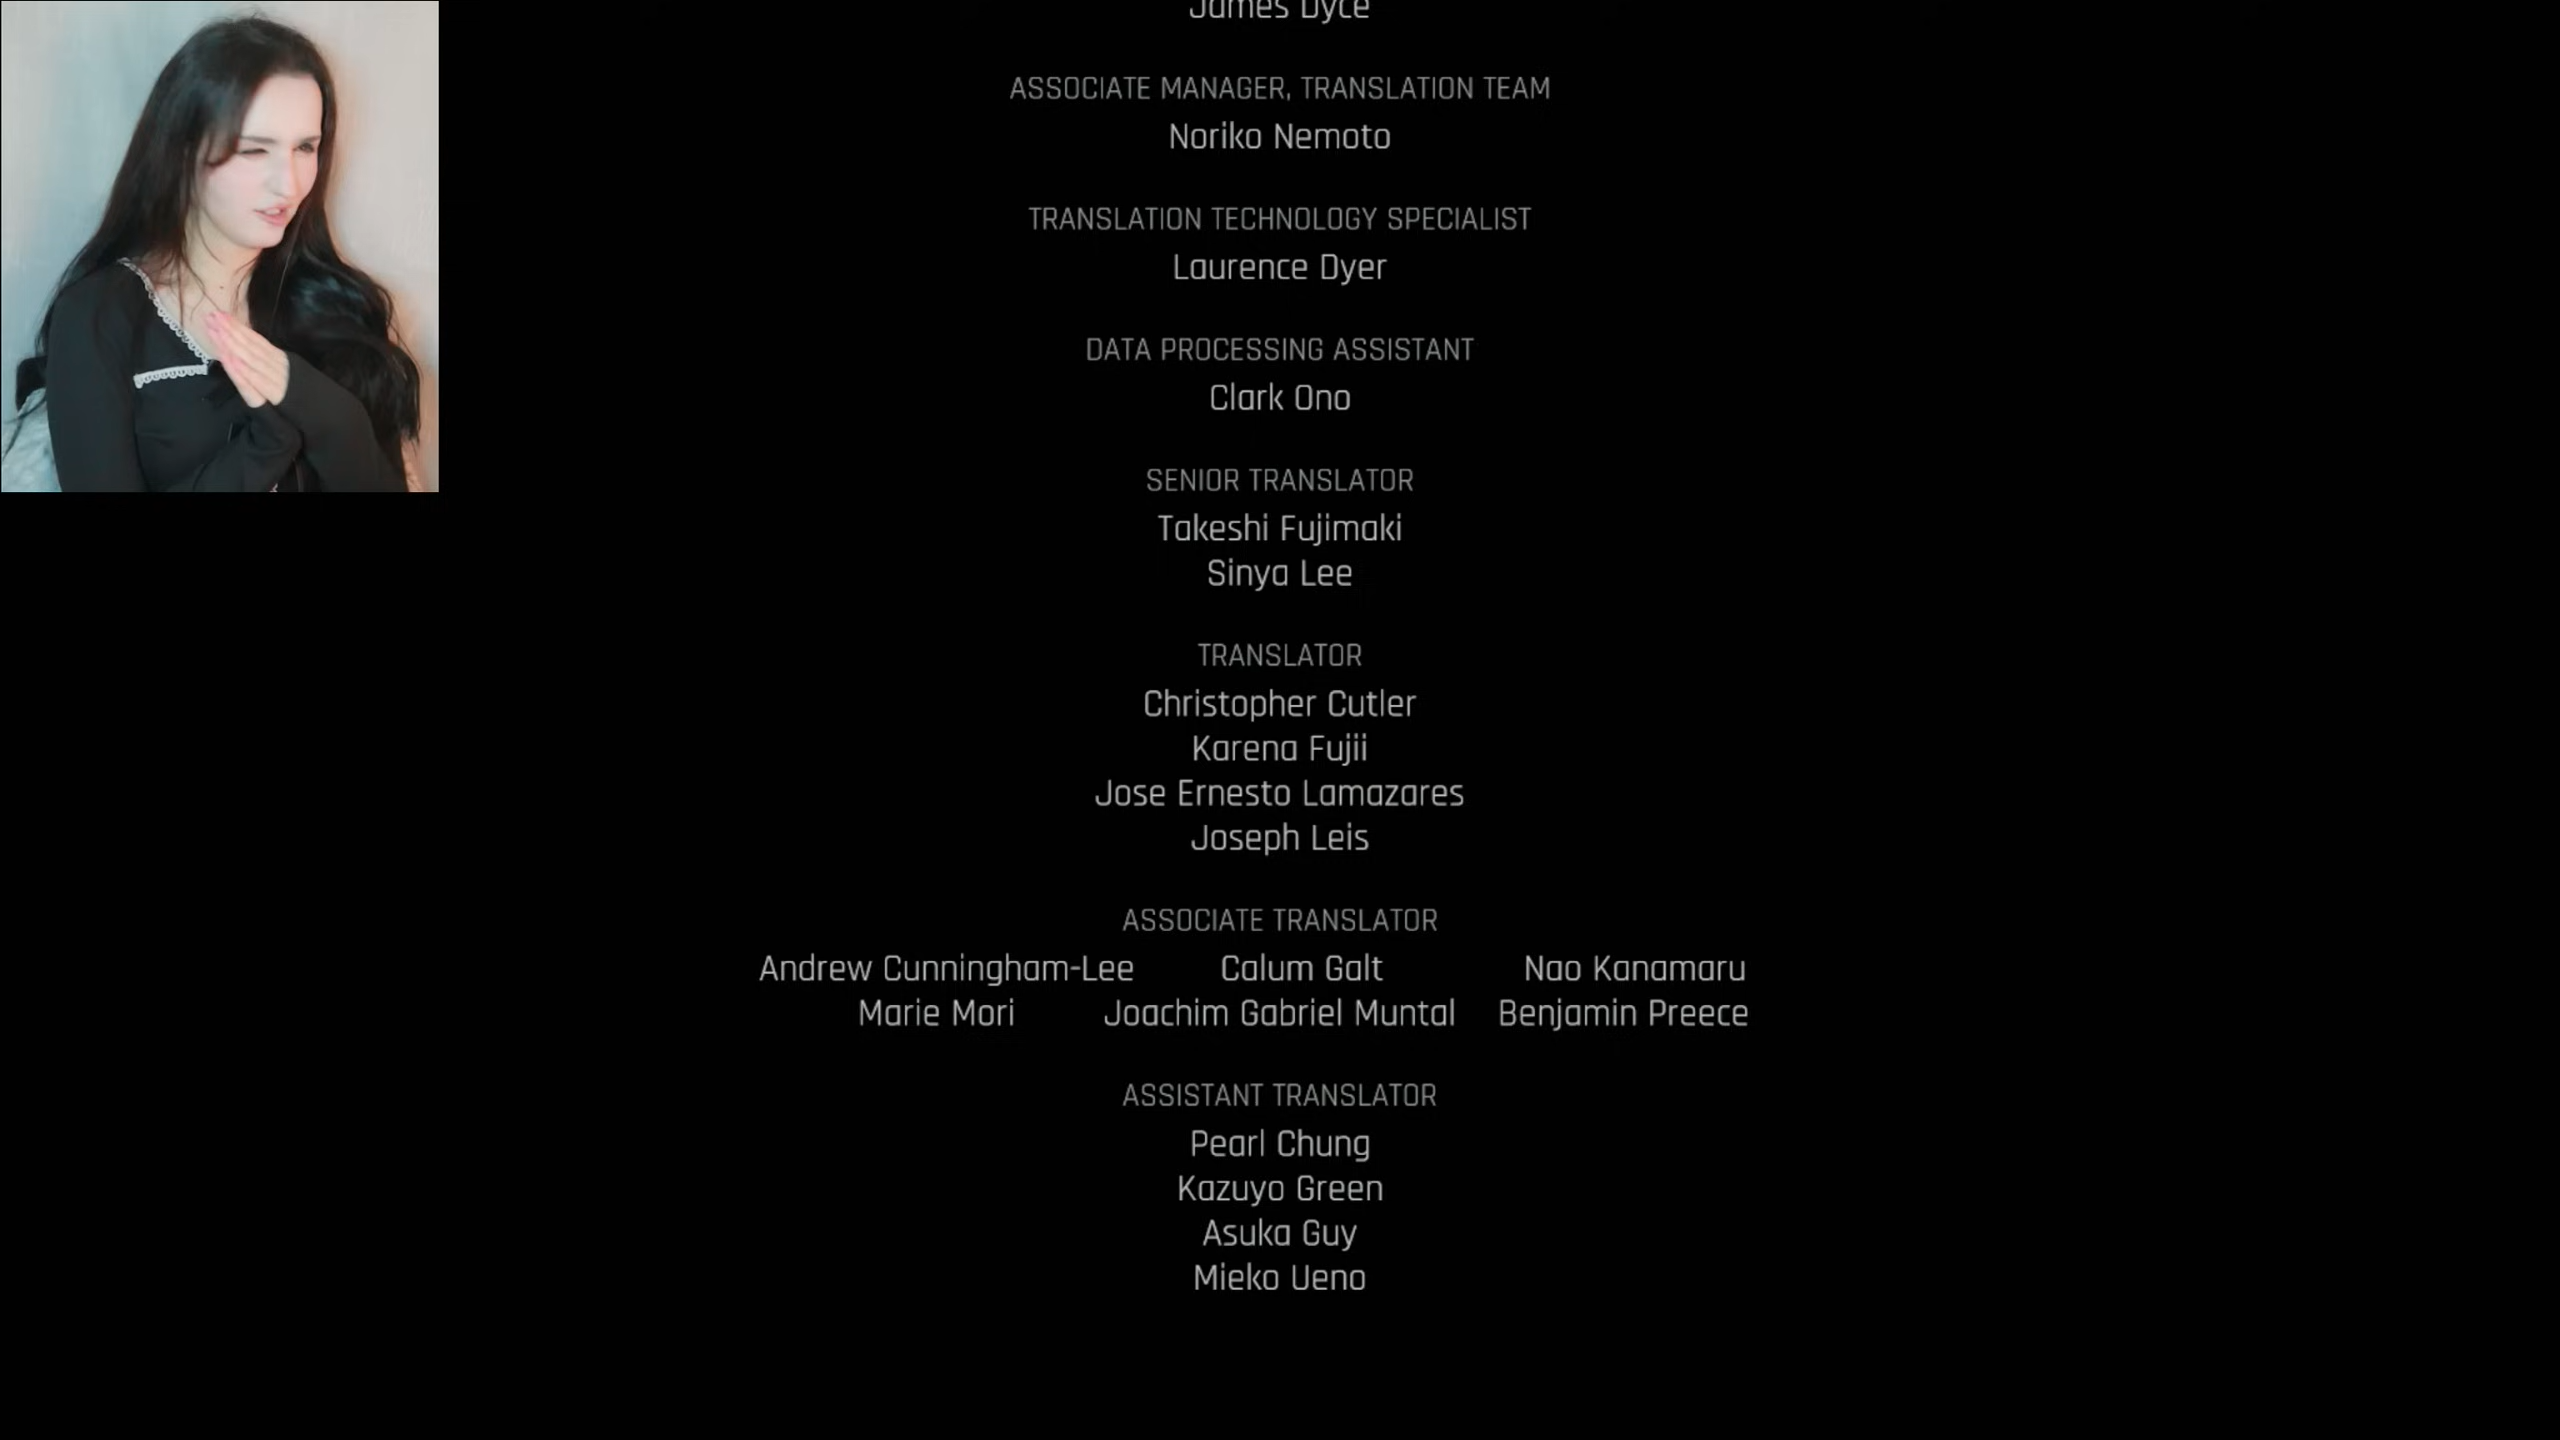 James Dyce
ASSOCIATE MANAGER, TRANSLATION TEAM
Noriko Nemoto
TRANSLATION TECHNOLOGY SPECIALIST
Laurence Dyer
DATA PROCESSING ASSISTANT
Clark Ono
SENIOR TRANSLATOR
Takeshi Fujimaki
Sinya Lee
TRANSLATOR
Christopher Cutler
Karena Fujii
Jose Ernesto Lamazares
Joseph Leis
ASSOCIATE TRANSLATOR
Andrew Cunningham-Lee Calum Galt Nao Kanamaru
Marie Mori Joachim Gabriel Muntal Benjamin Preece
ASSISTANT TRANSLATOR
Pearl Chung
Kazuyo Green
Asuka Guy
Mieko Ueno